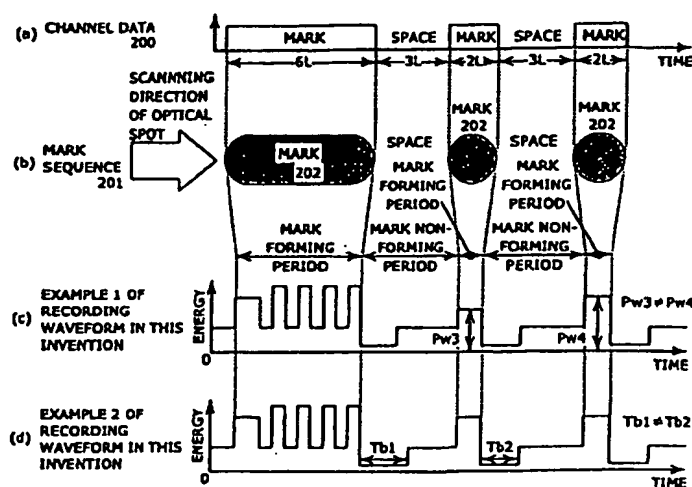 (a) CHANNEL DATA 200
MARK SPACE MARK SPACE MARK
6L 3L 2L 3L 2L TIME
SCANNNING DIRECTION OF OPTICAL SPOT
MARK 202 MARK 202
(b) MARK SEQUENCE 201
MARK 202
SPACE SPACE
MARK FORMING PERIOD MARK FORMING PERIOD
MARK FORMING PERIOD
MARK NON-FORMING PERIOD MARK NON-FORMING PERIOD
(c) EXAMPLE 1 OF RECORDING WAVEFORM IN THIS INVENTION
ENERGY
0
Pw3 Pw4
Pw3≠Pw4
TIME
(d) EXAMPLE 2 OF RECORDING WAVEFORM IN THIS INVENTION
ENERGY
0
Tb1 Tb2
Tb1≠Tb2
TIME